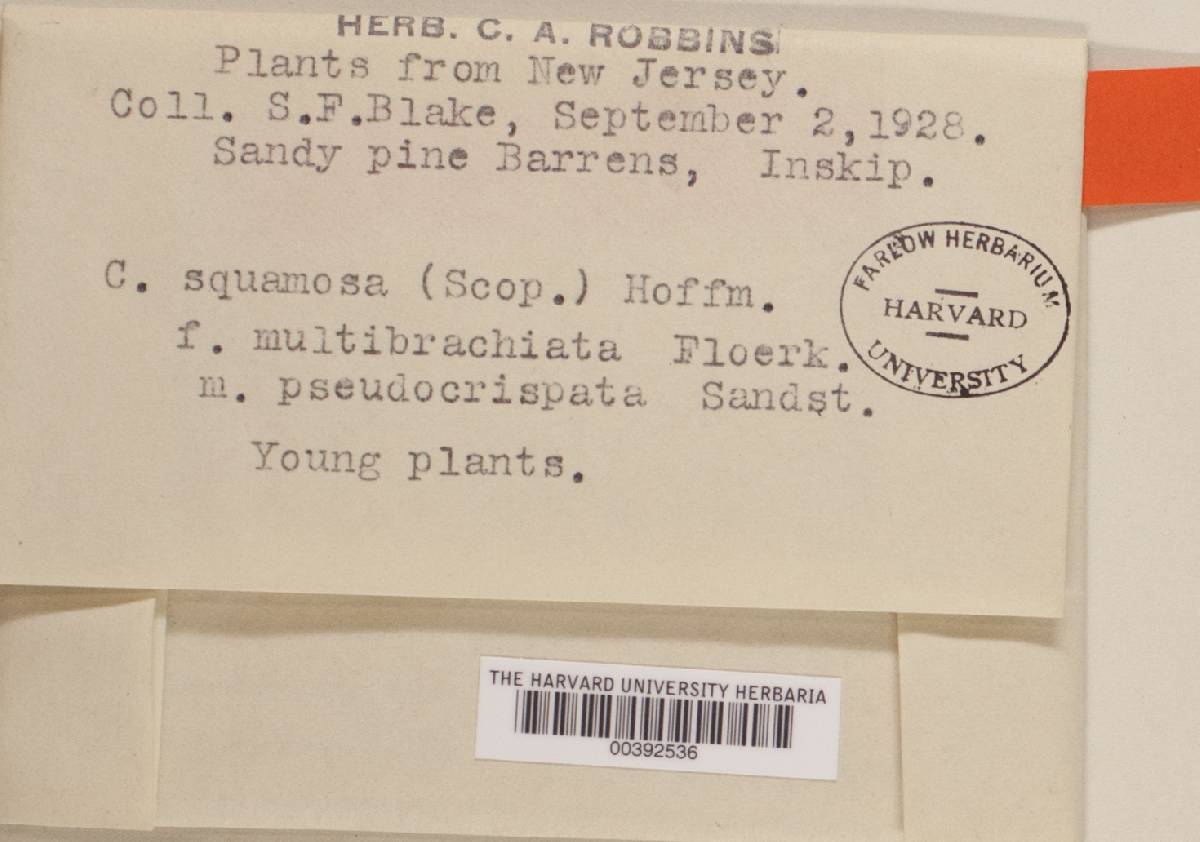 HERB. C. A. ROBBINS
Plants from New Jersey.
Coll. S.F.Blake, September 2,1928.
Sandy pine Barrens, Inskip.
FARLOW HERBARIUM
HARVARD
UNIVERSITY
C. squamosa (Scop.) Hoffm.
f. multibrachiata Floerk.
m. pseudocrispata Sandst.
Young plants.
THE HARVARD UNIVERSITY HERBARIA
00392536